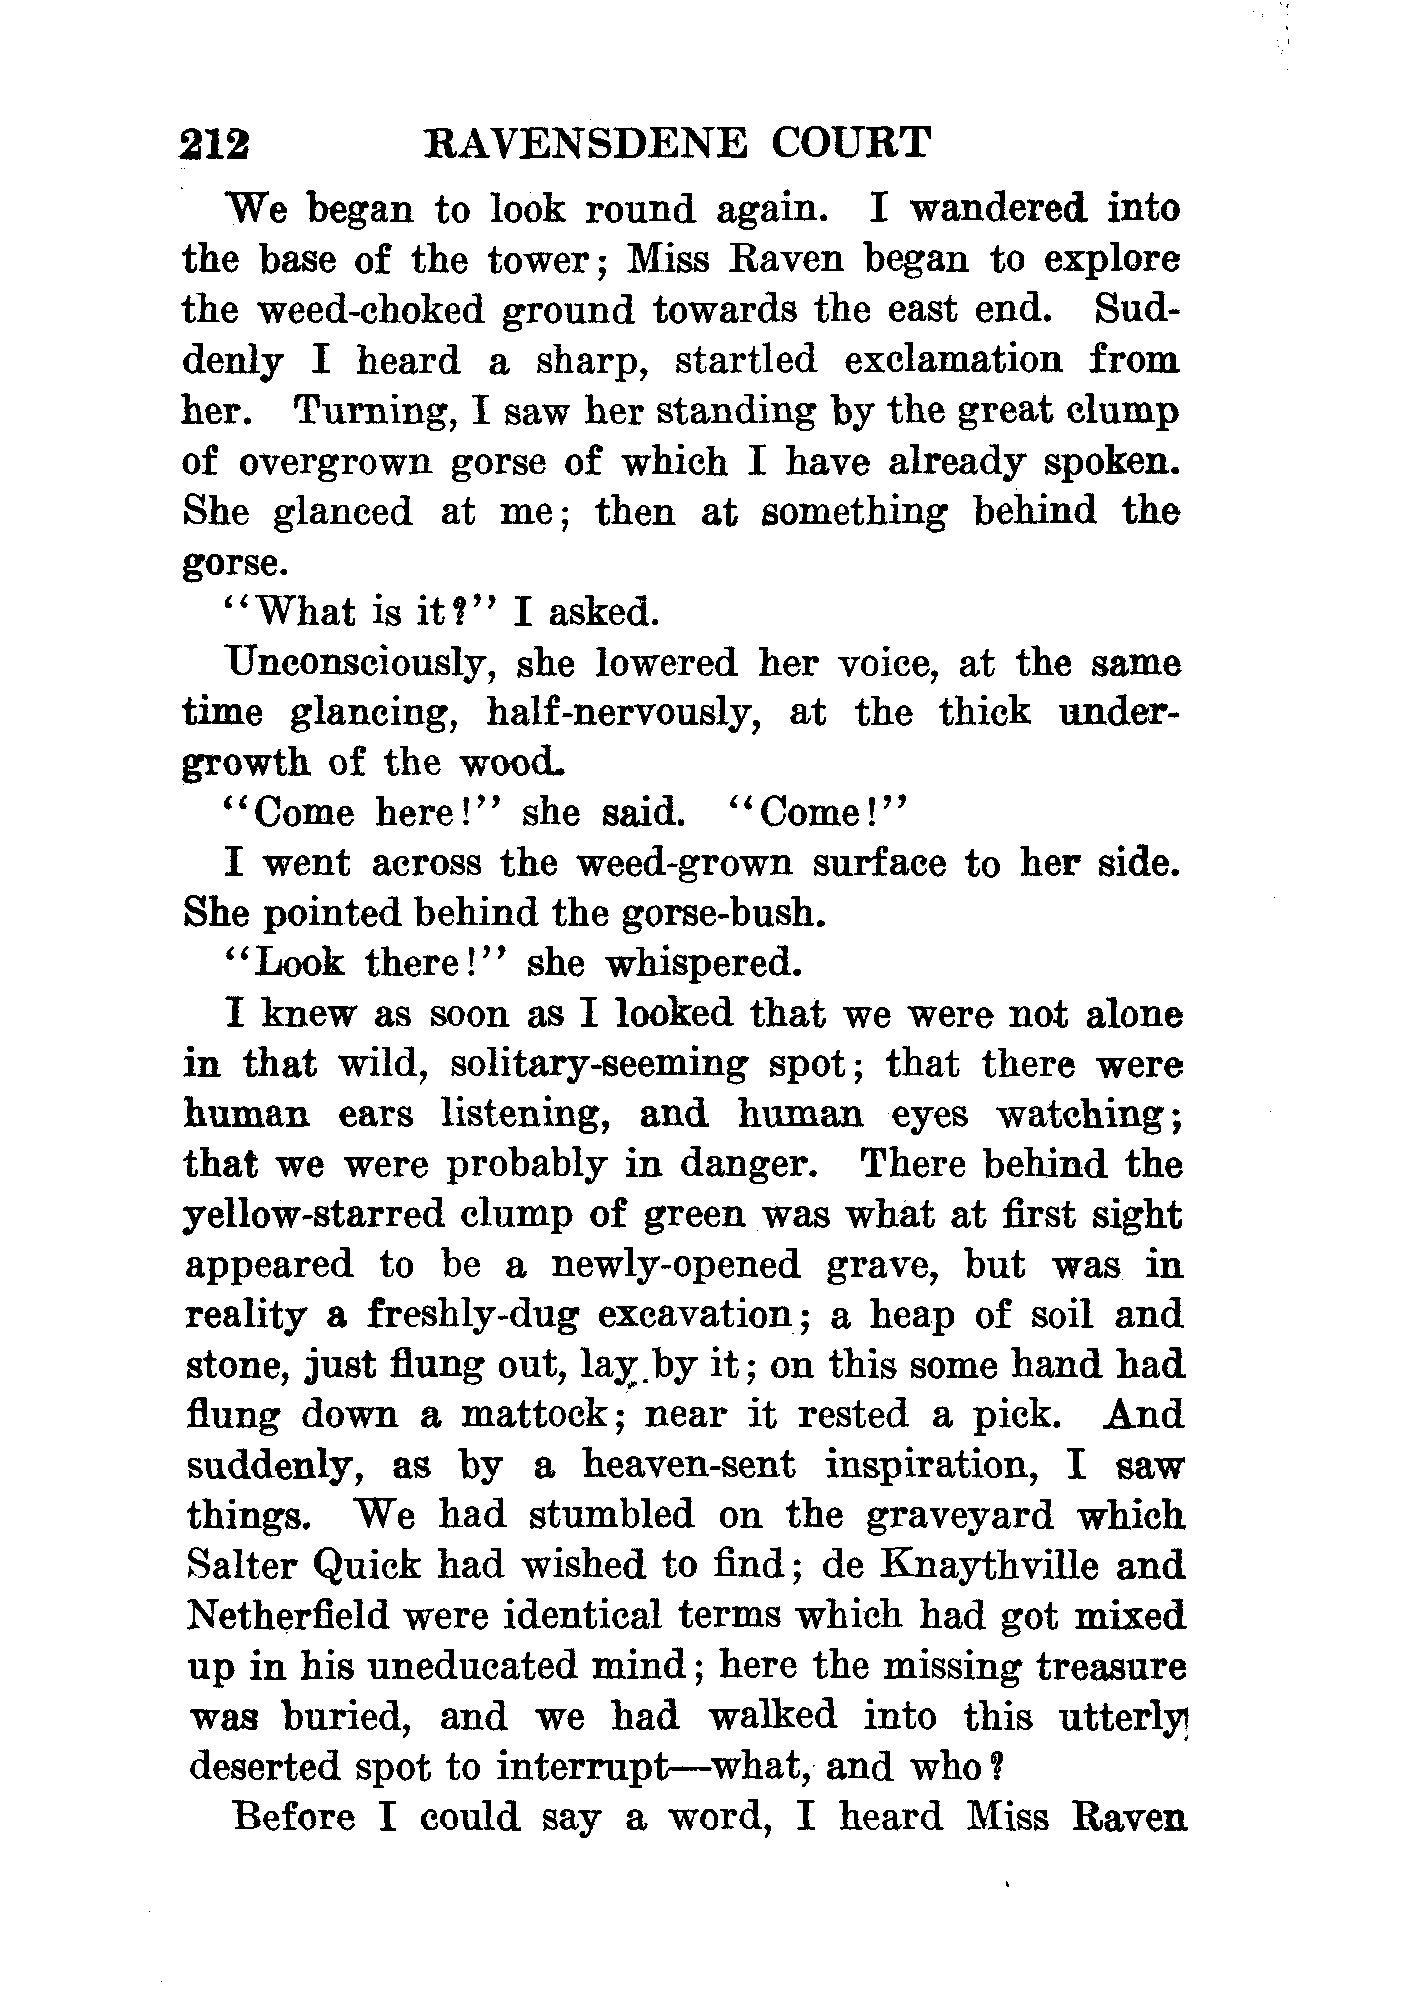 212 RAVENSDENE COURT
We began to look round again. I wandered into
the base of the tower; Miss Raven began to explore
the weed-choked ground towards the east end. Sud-
denly I heard a sharp, startled exclamation from
her. Turning, I saw her standing by the great clump
of overgrown gorse of which I have already spoken.
She glanced at me; then at something behind the
gorse.
“What is it?” I asked.
Unconsciously, she lowered her voice, at the same
time glancing, half-nervously, at the thick under-
growth of the wood.
“Come here!” she said. “Come!”
I went across the weed-grown surface to her side.
She pointed behind the gorse-bush.
“Look there!” she whispered.
I knew as soon as I looked that we were not alone
in that wild, solitary-seeming spot; that there were
human ears listening, and human eyes watching;
that we were probably in danger. There behind the
yellow-starred clump of green was what at first sight
appeared to be a newly-opened grave, but was in
reality a freshly-dug excavation; a heap of soil and
stone, just flung out, lay by it; on this some hand had
flung down a mattock; near it rested a pick. And
suddenly, as by a heaven-sent inspiration, I saw
things. We had stumbled on the graveyard which
Salter Quick had wished to find; de Knaythville and
Netherfield were identical terms which had got mixed
up in his uneducated mind; here the missing treasure
was buried, and we had walked into this utterly
deserted spot to interrupt—what, and who?
Before I could say a word, I heard Miss Raven